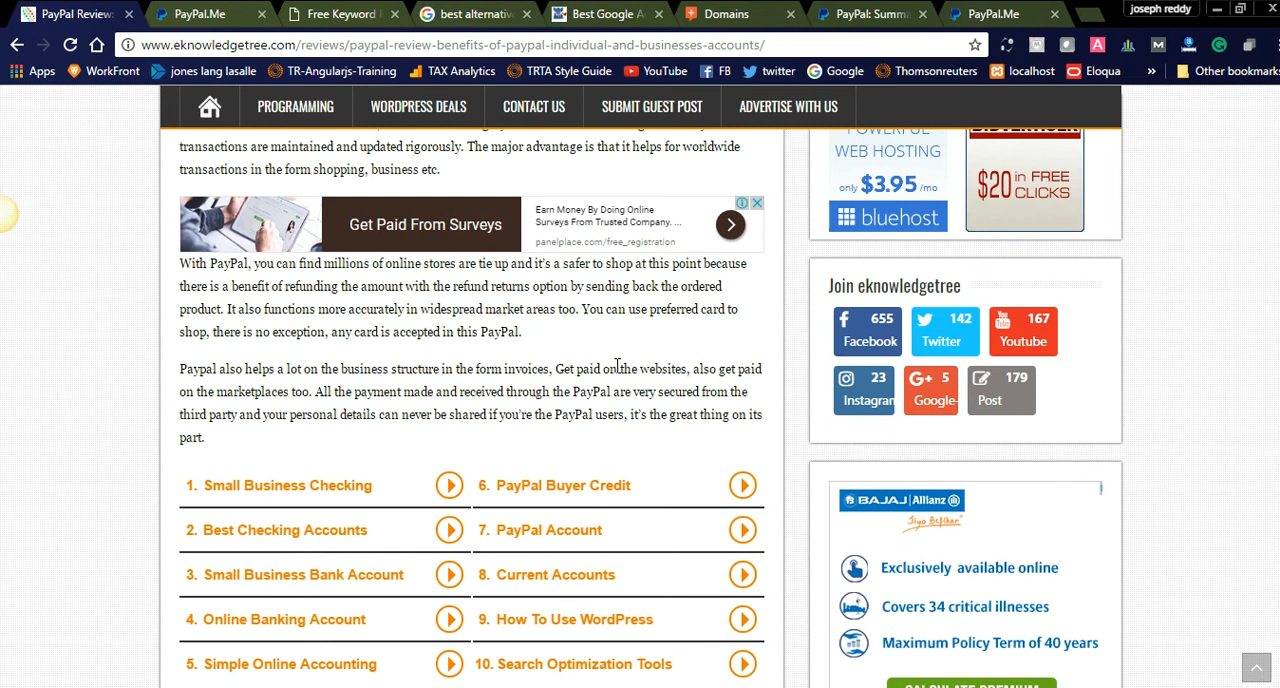 joseph reddy
PayPal Review:
PayPal.Me
Free Keyword
best alternativ
Best Google A
Domains
PayPal: Summa
PayPal.Me
www.eknowledgetree.com/reviews/paypal-review-benefits-of-paypal-individual-and-businesses-accounts/
Apps
WorkFront
jones lang lasalle
TR-Angularjs-Training
TAX Analytics
TRTA Style Guide
YouTube
FB
twitter
Google
Thomsonreuters
localhost
Eloqua
»
Other bookmarks
PROGRAMMING
WORDPRESS DEALS
CONTACT US
SUBMIT GUEST POST
ADVERTISE WITH US
transactions are maintained and updated rigorously. The major advantage is that it helps for worldwide
transactions in the form shopping, business etc.
Get Paid From Surveys
Earn Money By Doing Online
Surveys From Trusted Company. ...
panelplace.com/free_registration
With PayPal, you can find millions of online stores are tie up and it's a safer to shop at this point because
there is a benefit of refunding the amount with the refund returns option by sending back the ordered
product. It also functions more accurately in widespread market areas too. You can use preferred card to
shop, there is no exception, any card is accepted in this PayPal.
Paypal also helps a lot on the business structure in the form invoices, Get paid on the websites, also get paid
on the marketplaces too. All the payment made and received through the PayPal are very secured from the
third party and your personal details can never be shared if you're the PayPal users, it's the great thing on its
part.
1. Small Business Checking
2. Best Checking Accounts
3. Small Business Bank Account
4. Online Banking Account
5. Simple Online Accounting
6. PayPal Buyer Credit
7. PayPal Account
8. Current Accounts
9. How To Use WordPress
10. Search Optimization Tools
POWERFUL
WEB HOSTING
only $3.95 /mo
bluehost
BIDVERTISER
$20 in FREE
CLICKS
Join eknowledgetree
655
Facebook
142
Twitter
167
Youtube
23
Instagran
5
Google-
179
Post
BAJAJ Allianz
Jiyo Befikar
Exclusively available online
Covers 34 critical illnesses
Maximum Policy Term of 40 years
CALCULATE PREMIUM